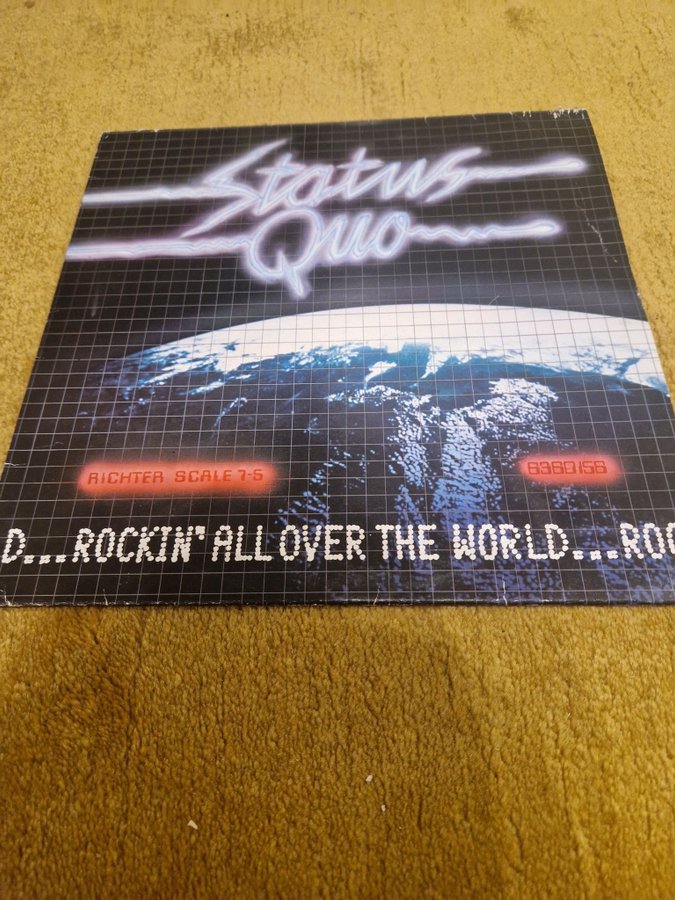 Status
Quo
RICHTER SCALE 7-5
6360156
D...ROCKIN' ALL OVER THE WORLD...ROC